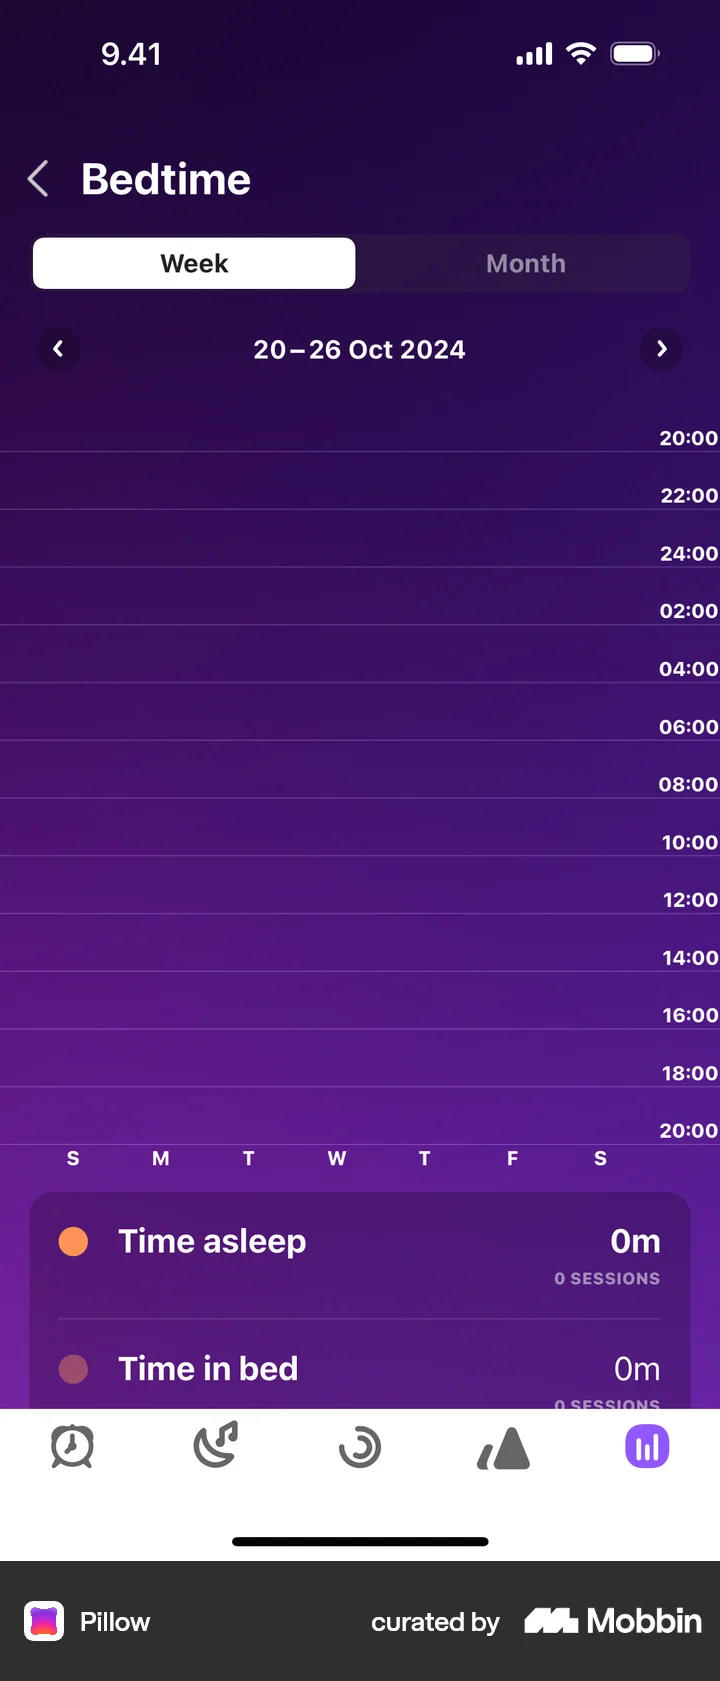 9.41
Bedtime
Week
Month
20–26 Oct 2024
20:00
22:00
24:00
02:00
04:00
06:00
08:00
10:00
12:00
14:00
16:00
18:00
20:00
S M T W T F S
Time asleep
0m
0 SESSIONS
Time in bed
0m
0 SESSIONS
Pillow
curated by Mobbin